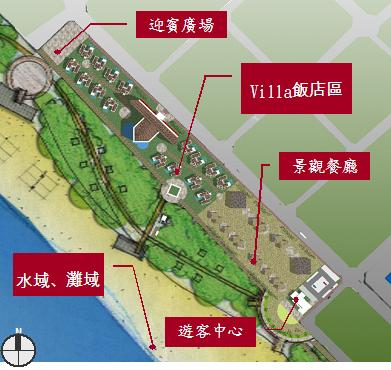 迎賓廣場
Villa飯店區
景觀餐廳
水域、灘域
遊客中心
N